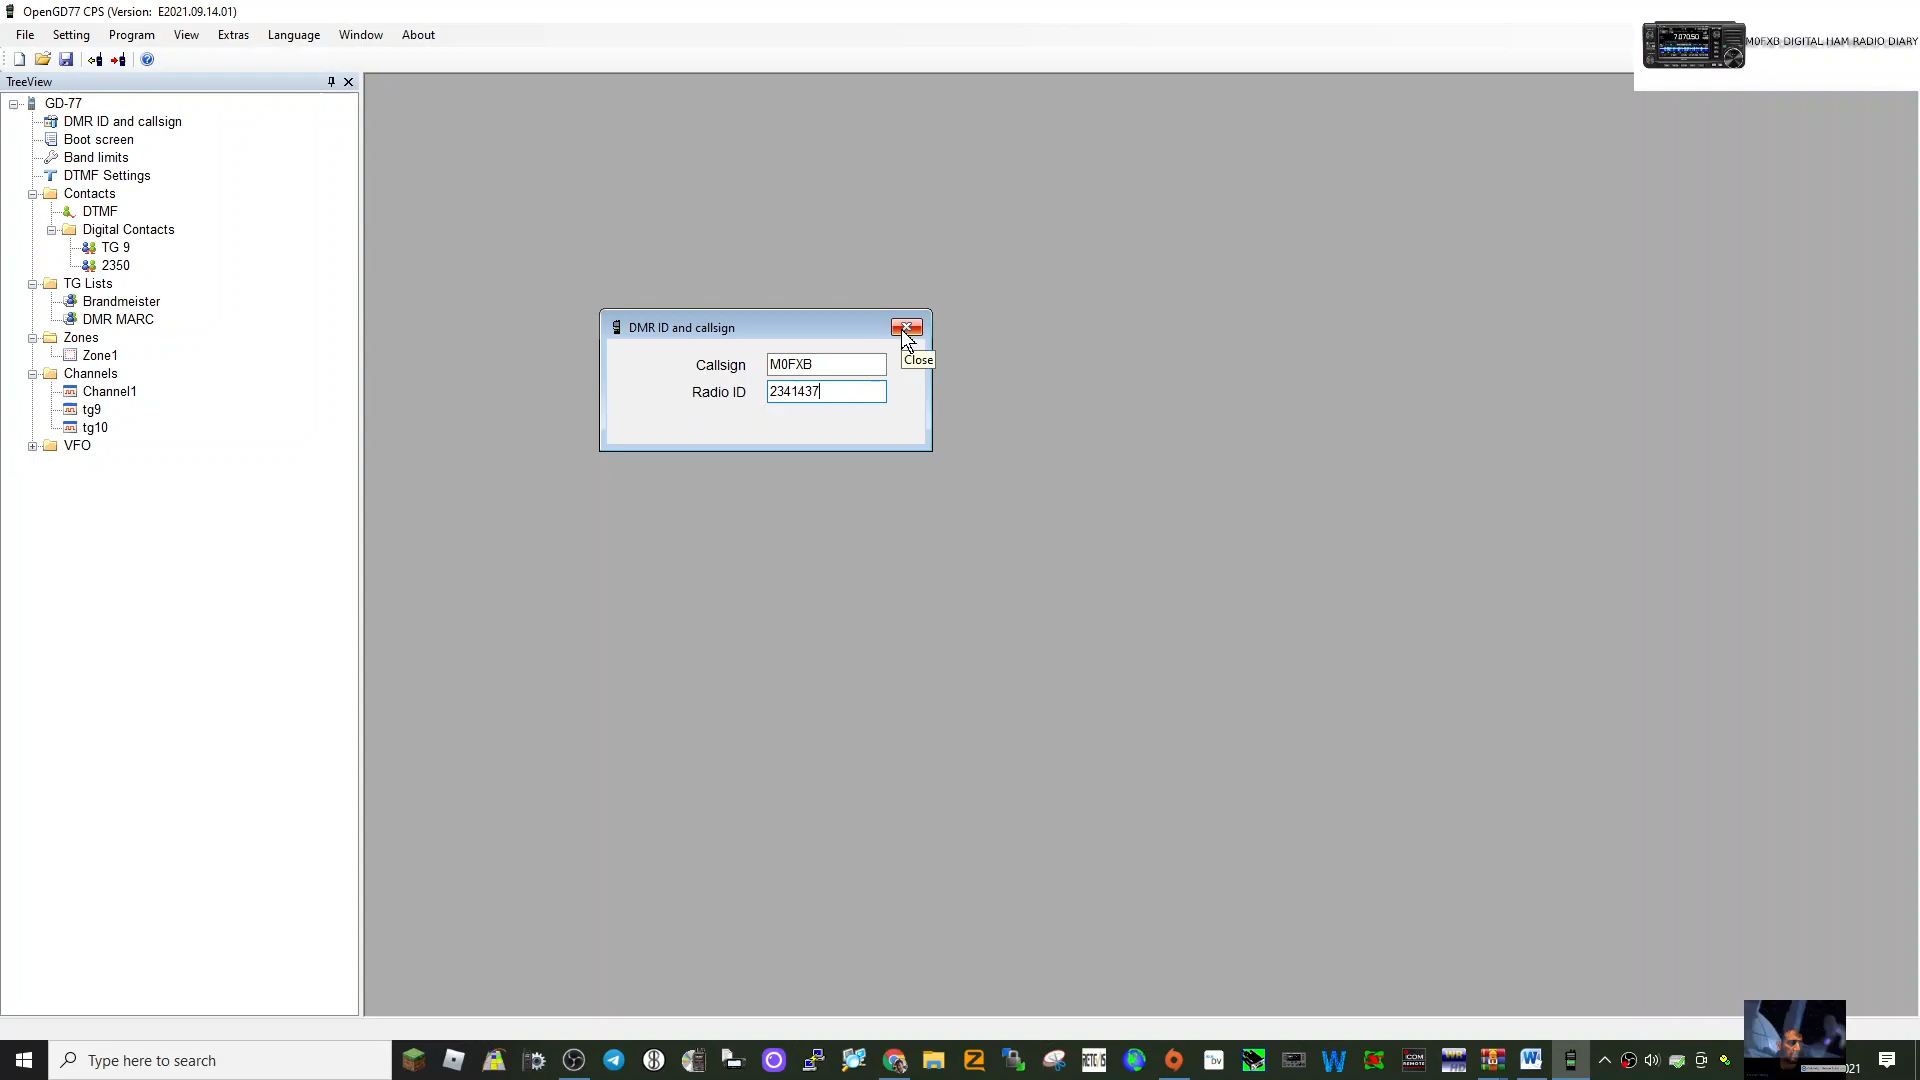 OpenGD77 CPS (Version: E2021.09.14.01)
File Setting Program View Extras Language Window About
M0FXB DIGITAL HAM RADIO DIARY
7.070.50
TreeView
GD-77
DMR ID and callsign
Boot screen
Band limits
DTMF Settings
Contacts
DTMF
Digital Contacts
TG 9
2350
TG Lists
Brandmeister
DMR MARC
Zones
Zone1
Channels
Channel1
tg9
tg10
VFO
DMR ID and callsign
Callsign M0FXB
Close
Radio ID 2341437
Type here to search